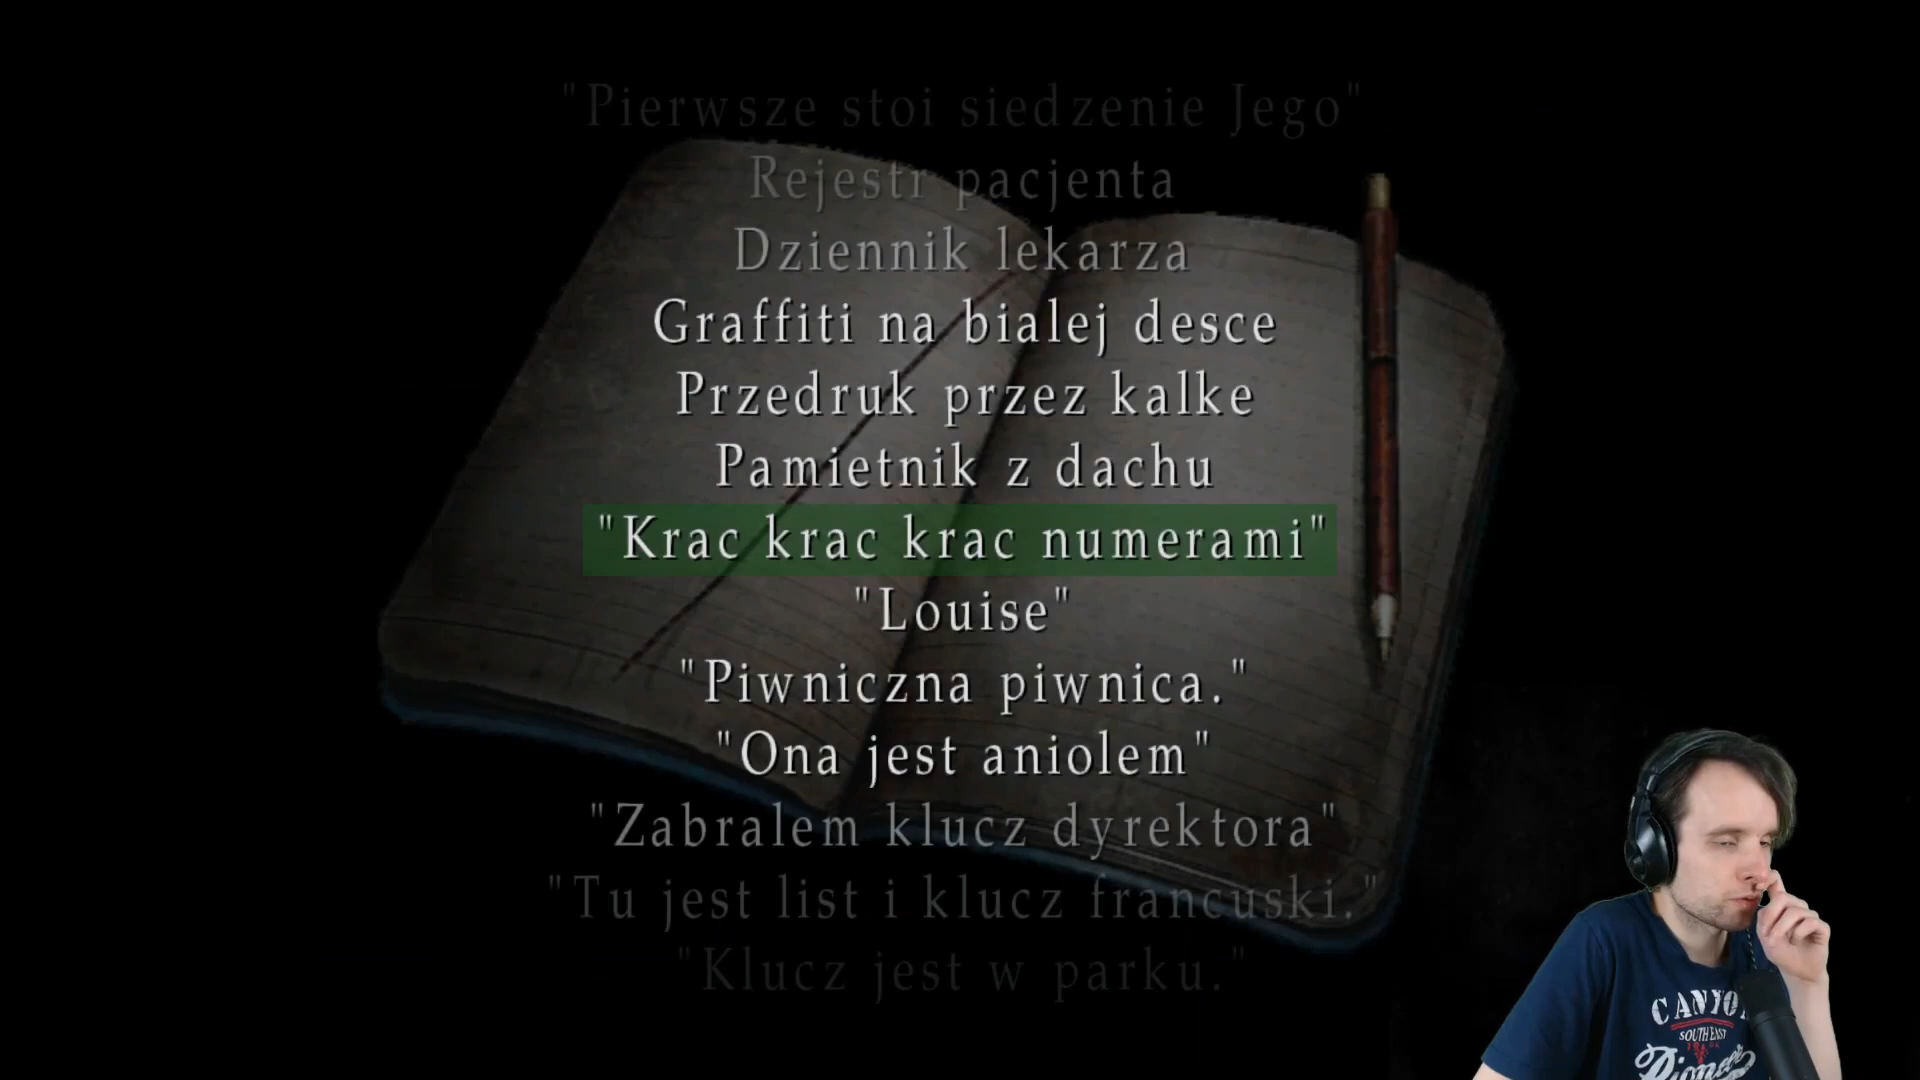 "Pierwsze stoi siedzenie Jego"
Rejestr pacjenta
Dziennik lekarza
Graffiti na bialej desce
Przedruk przez kalke
Pamietnik z dachu
"Krac krac krac numerami"
"Louise"
"Piwniczna piwnica."
"Ona jest aniolem"
"Zabralem klucz dyrektora"
"Tu jest list i klucz francuski."
"Klucz jest w parku."
CANYO
SOUTH EAST
Pioneer